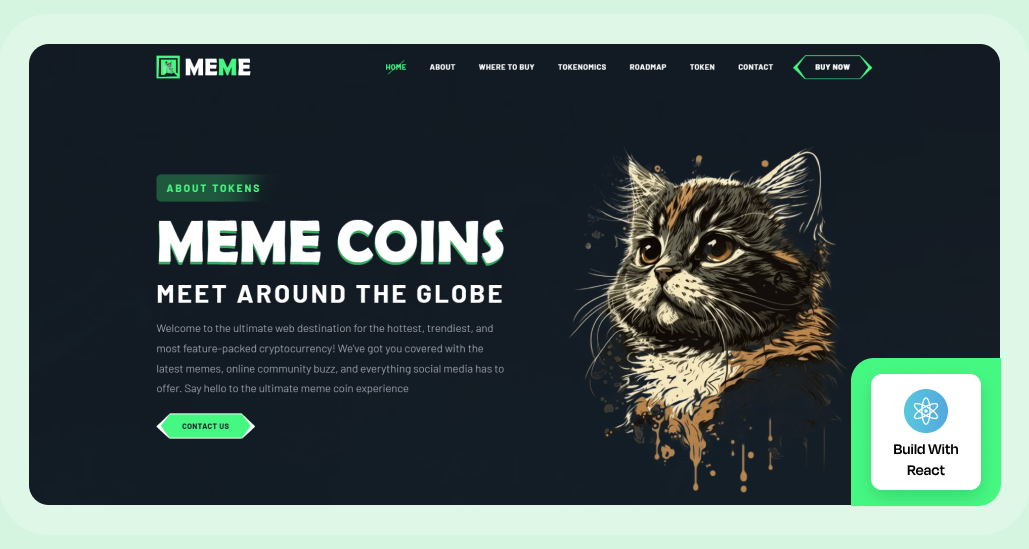 MEME
HOME ABOUT WHERE TO BUY TOKENOMICS ROADMAP TOKEN CONTACT BUY NOW
ABOUT TOKENS
MEME COINS
MEET AROUND THE GLOBE
Welcome to the ultimate web destination for the hottest, trendiest, and
most feature-packed cryptocurrency! We've got you covered with the
latest memes, online community buzz, and everything social media has to
offer. Say hello to the ultimate meme coin experience
CONTACT US
Build With
React